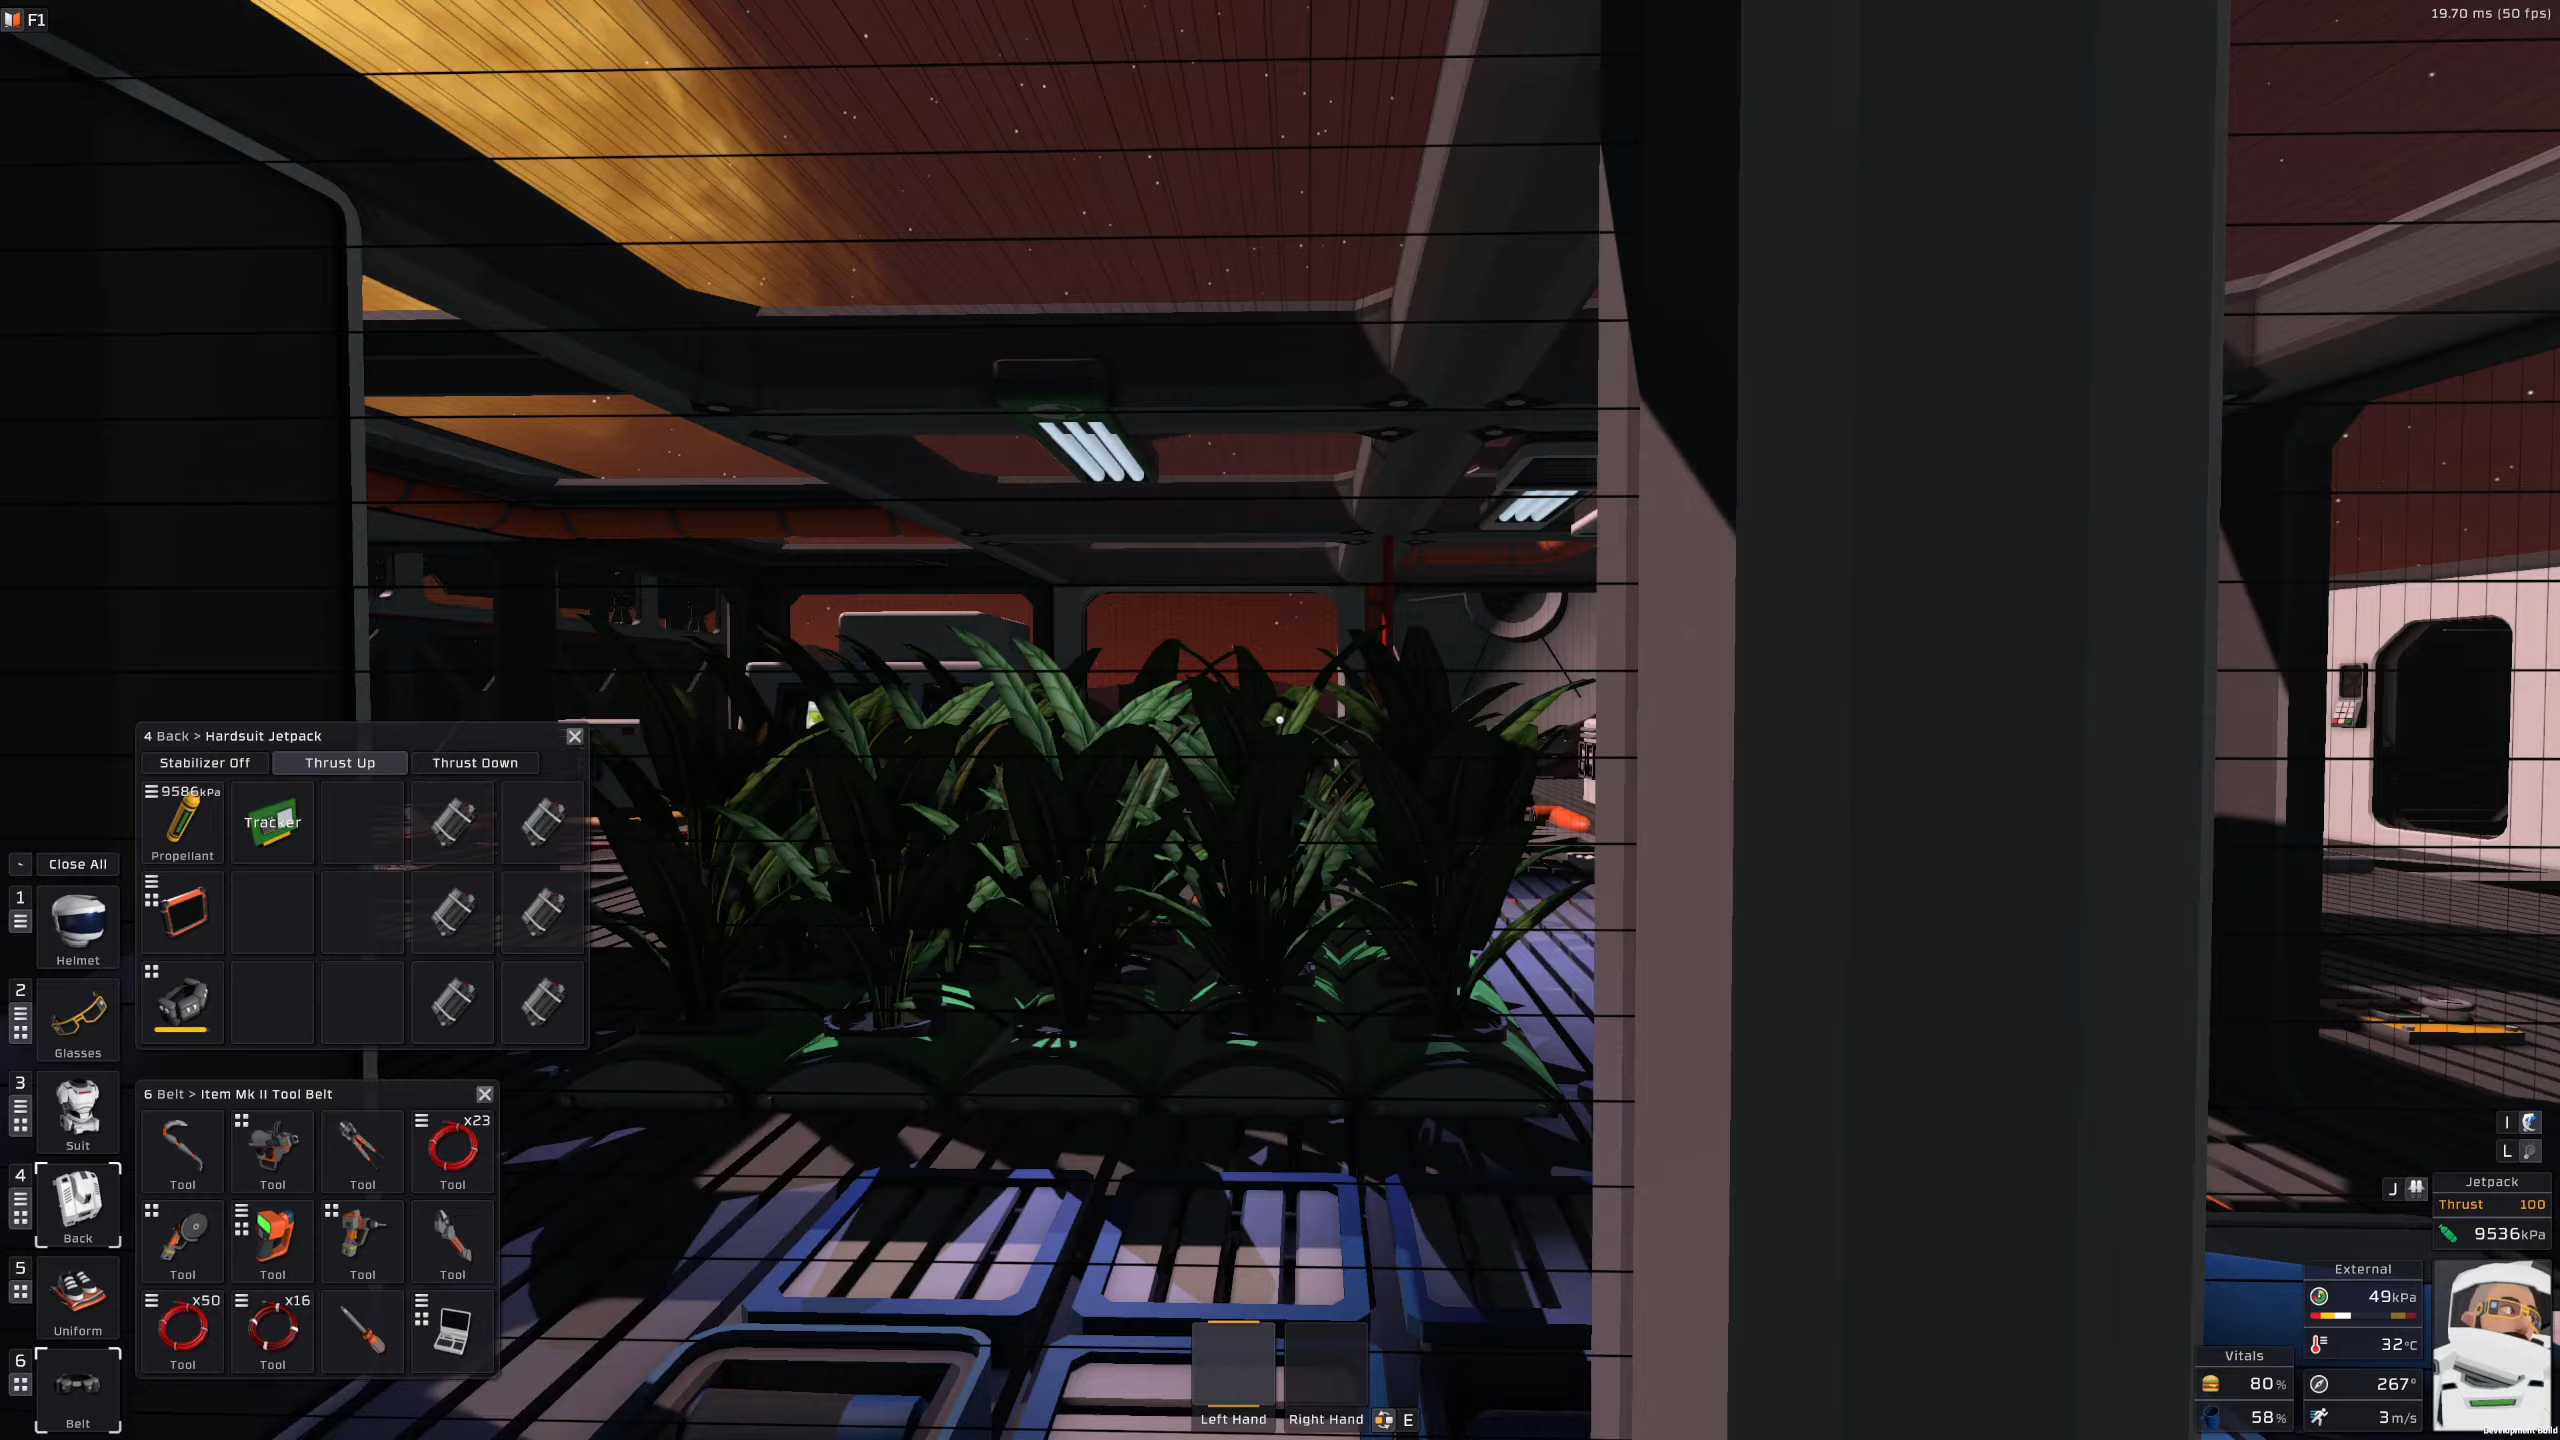 F1
19.70 ms (50 fps)
4 Back > Hardsuit Jetpack
Stabilizer Off
Thrust Up
Thrust Down
9586kPa
Propellant
Tracker
~
Close All
1
Helmet
2
Glasses
3
Suit
4
Back
5
Uniform
6
Belt
6 Belt > Item Mk II Tool Belt
x23
Tool
Tool
Tool
Tool
Tool
Tool
Tool
Tool
x50
x16
Tool
Tool
Left Hand
Right Hand
E
I
L
J
Jetpack
Thrust 100
9536kPa
External
49kPa
32°C
Vitals
80%
267°
58%
3m/s
Development Build